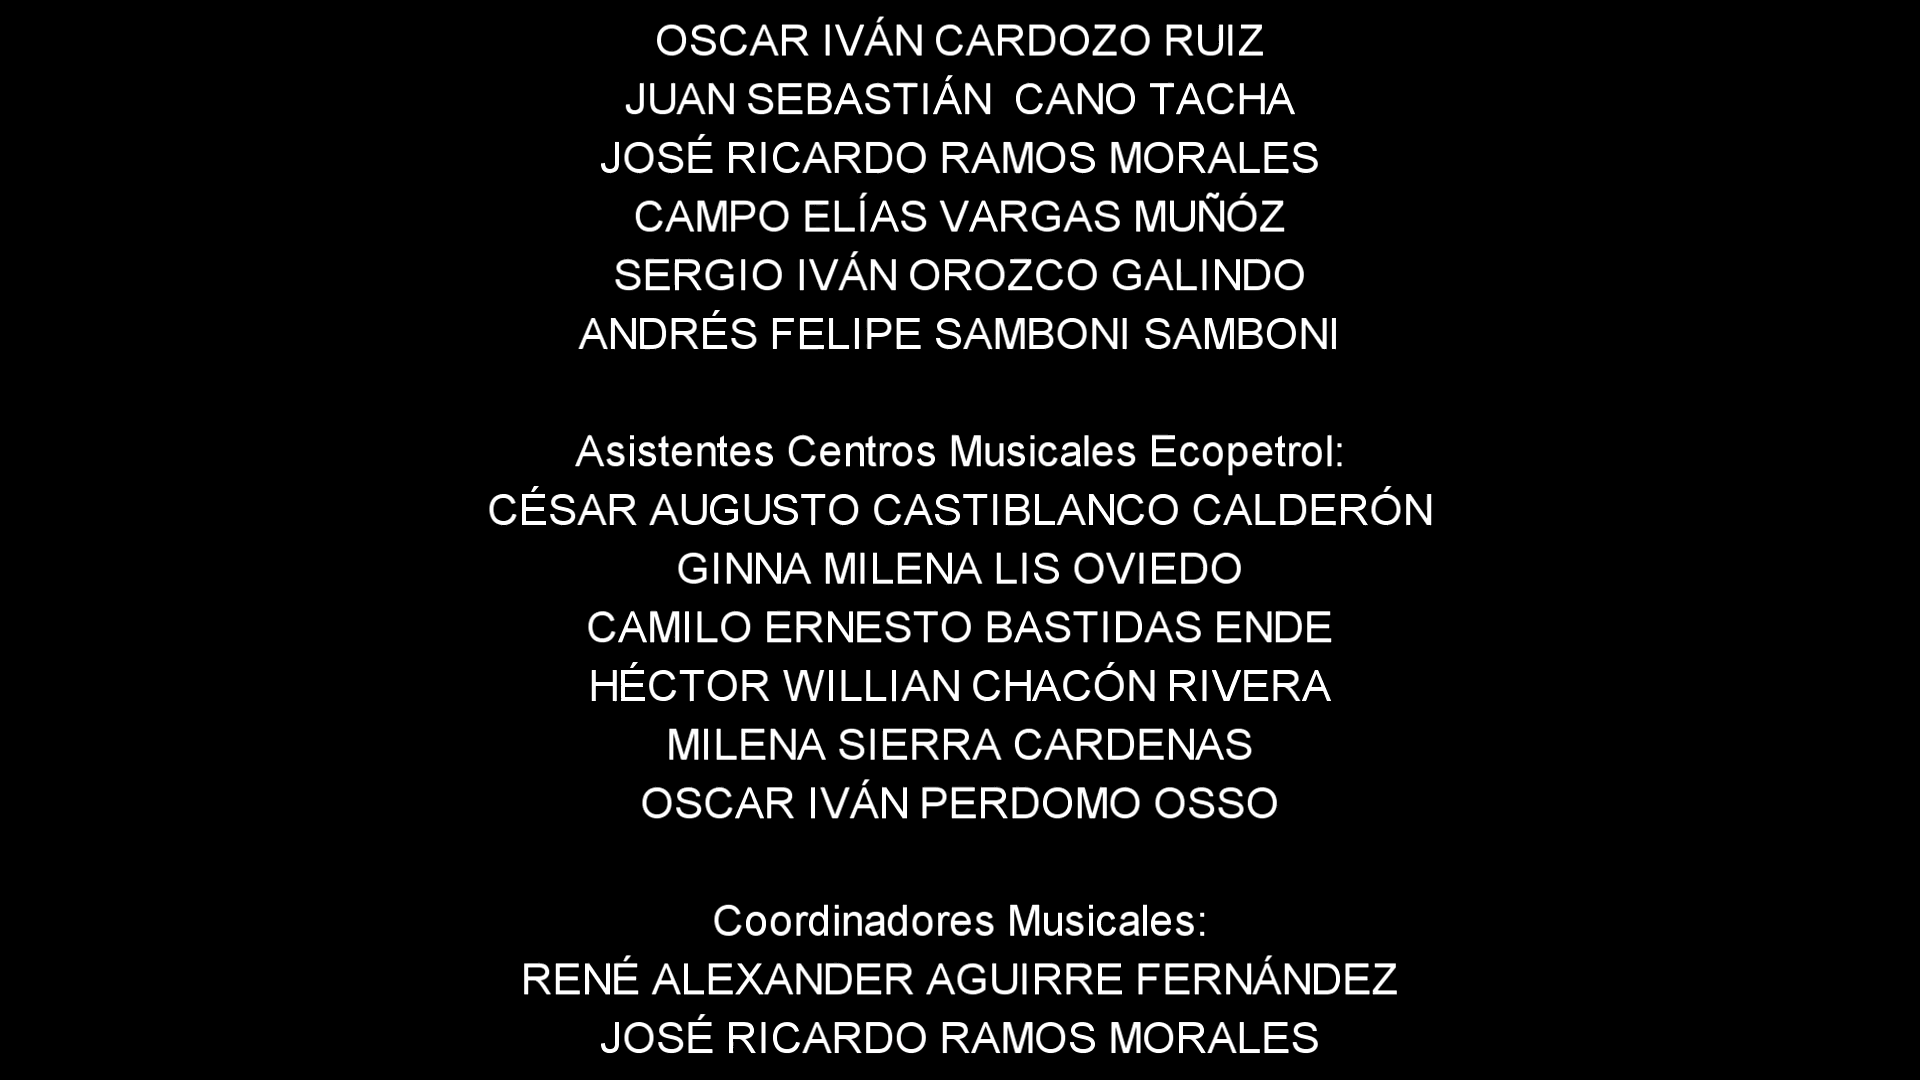 OSCAR IVÁN CARDOZO RUIZ
JUAN SEBASTIÁN  CANO TACHA
JOSÉ RICARDO RAMOS MORALES
CAMPO ELÍAS VARGAS MUÑÓZ
SERGIO IVÁN OROZCO GALINDO
ANDRÉS FELIPE SAMBONI SAMBONI
Asistentes Centros Musicales Ecopetrol:
CÉSAR AUGUSTO CASTIBLANCO CALDERÓN
GINNA MILENA LIS OVIEDO
CAMILO ERNESTO BASTIDAS ENDE
HÉCTOR WILLIAN CHACÓN RIVERA
MILENA SIERRA CARDENAS
OSCAR IVÁN PERDOMO OSSO
Coordinadores Musicales:
RENÉ ALEXANDER AGUIRRE FERNÁNDEZ
JOSÉ RICARDO RAMOS MORALES